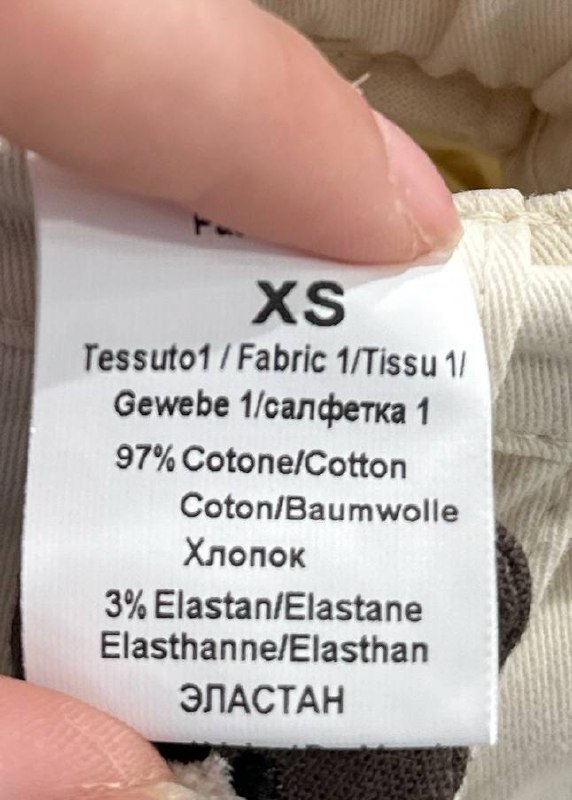 XS
Tessuto1 / Fabric 1/Tissu 1/
Gewebe 1/салфетка 1
97% Cotone/Cotton
Coton/Baumwolle
Хлопок
3% Elastan/Elastane
Elasthanne/Elasthan
ЭЛАСТАН